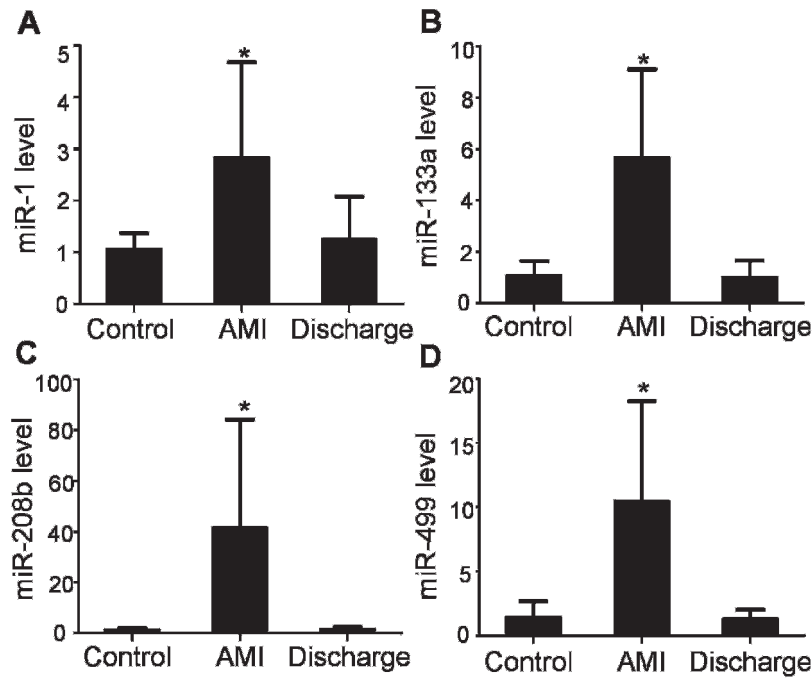 A
miR-1 level
5
4
3
2
1
0
*
Control AMI Discharge
B
miR-133a level
10
8
6
4
2
0
*
Control AMI Discharge
C
miR-208b level
100
80
60
40
20
0
*
Control AMI Discharge
D
miR-499 level
20
15
10
5
0
*
Control AMI Discharge